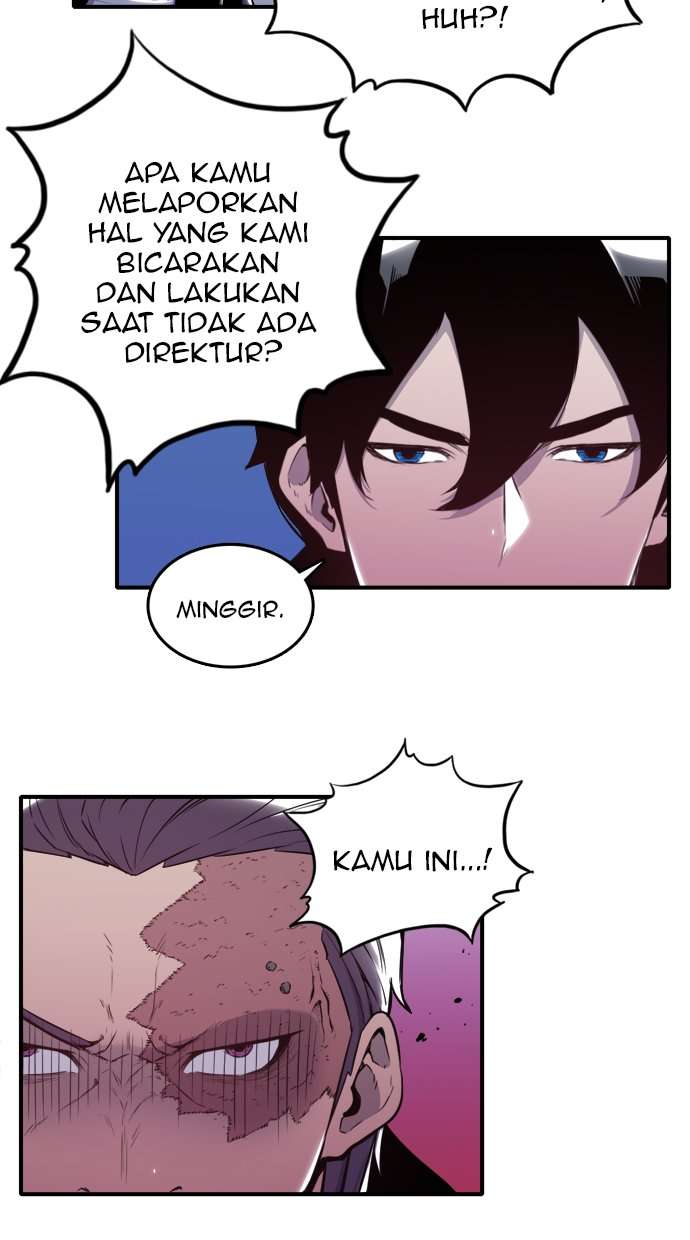 HUH?!
APA KAMU
MELAPORKAN
HAL YANG KAMI
BICARAKAN
DAN LAKUKAN
SAAT TIDAK ADA
DIREKTUR?
MINGGIR.
KAMU INI...!